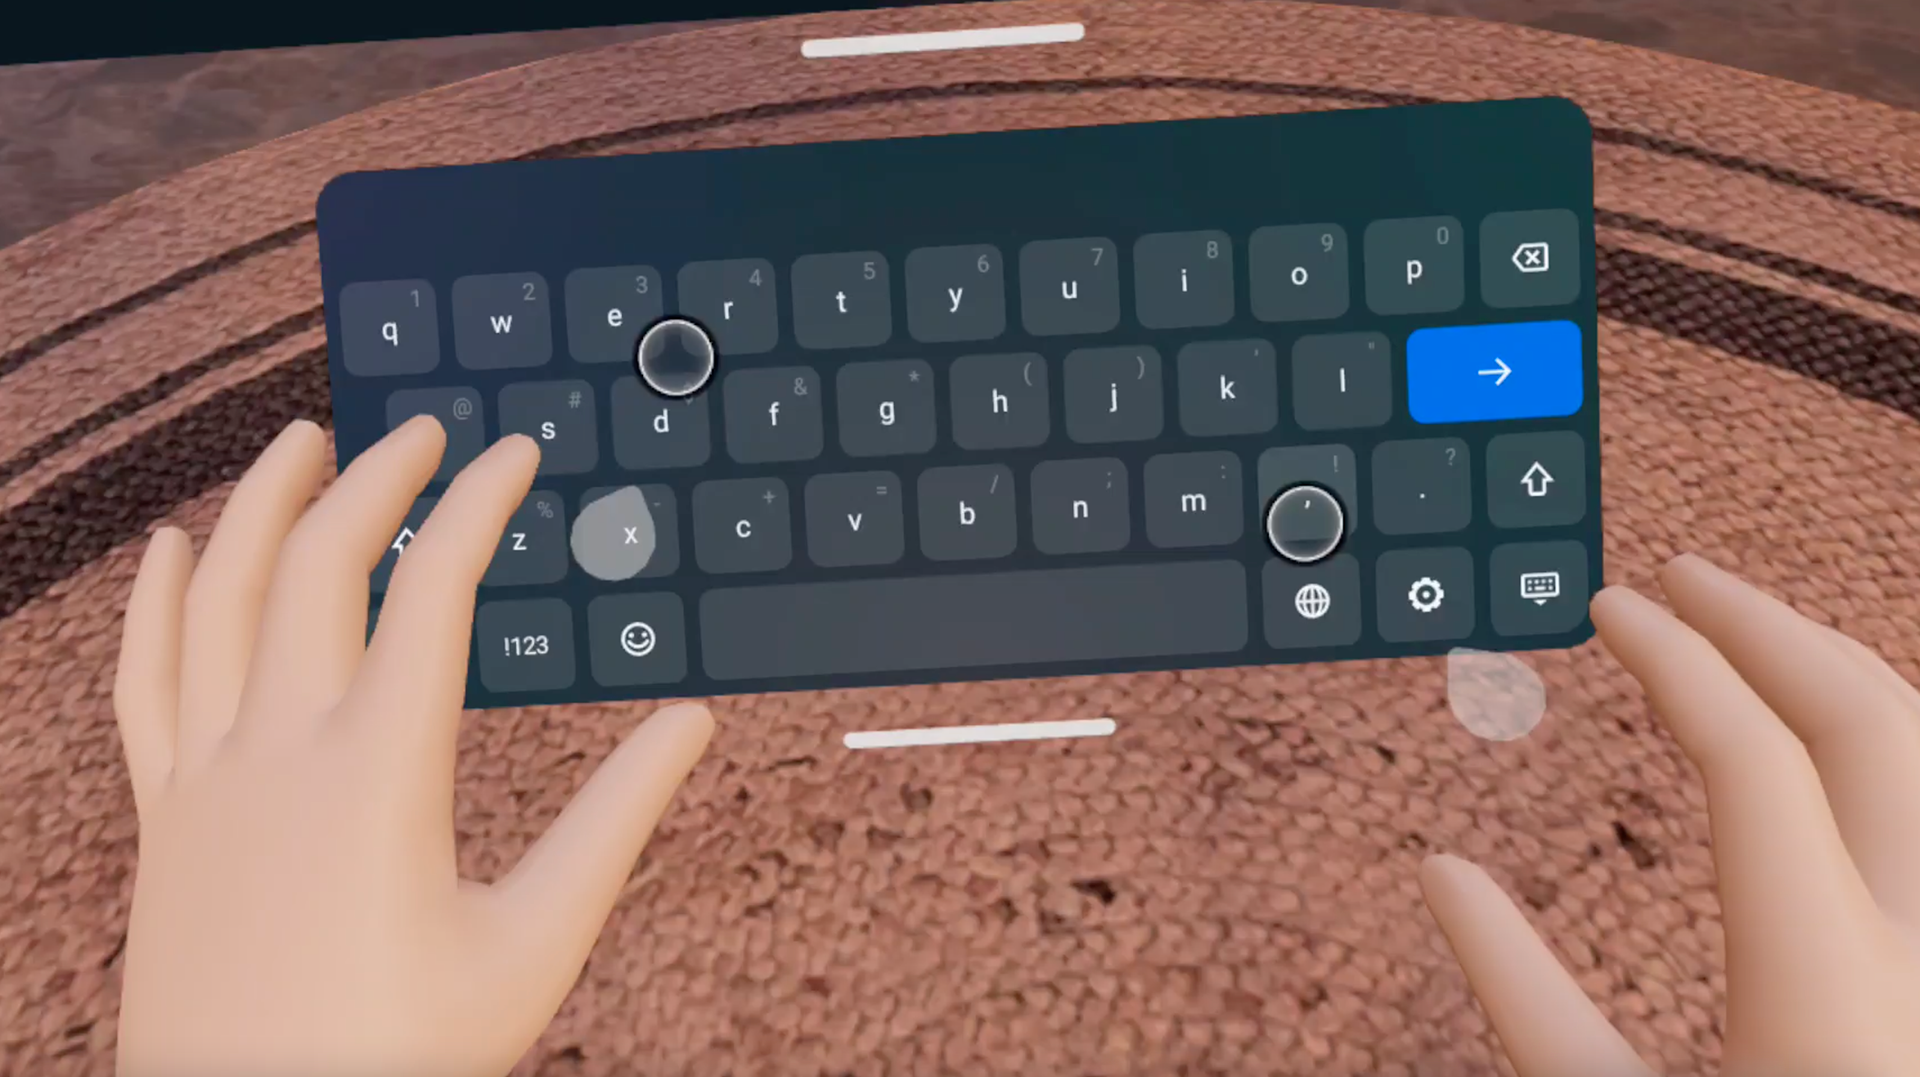 1 2 3 4 5 6 7 8 9 0
q w e r t y u i o p
@ # & * ( ) ' "
s d f g h j k l
% - + = / ; : ! ?
z x c v b n m , .
!123